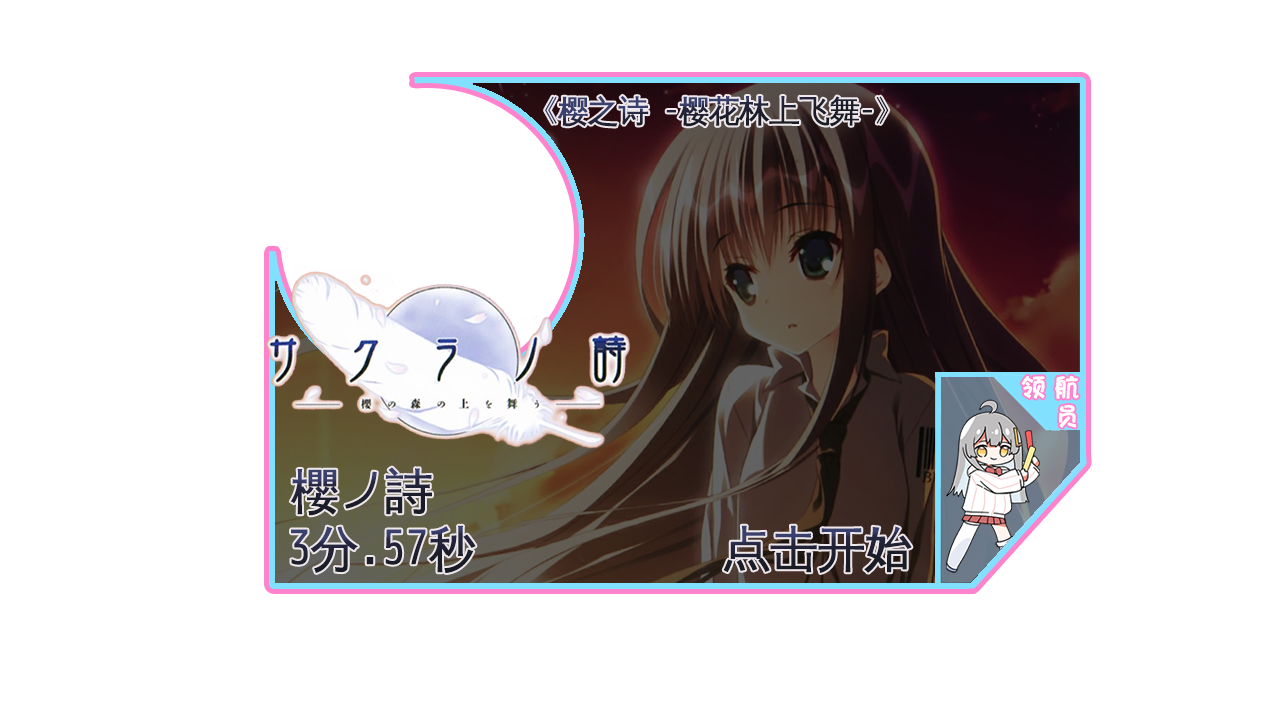 《樱之诗 -樱花林上飞舞-》
サクラノ詩
櫻の森の上を舞う
领航
员
櫻ノ詩
3分.57秒
点击开始